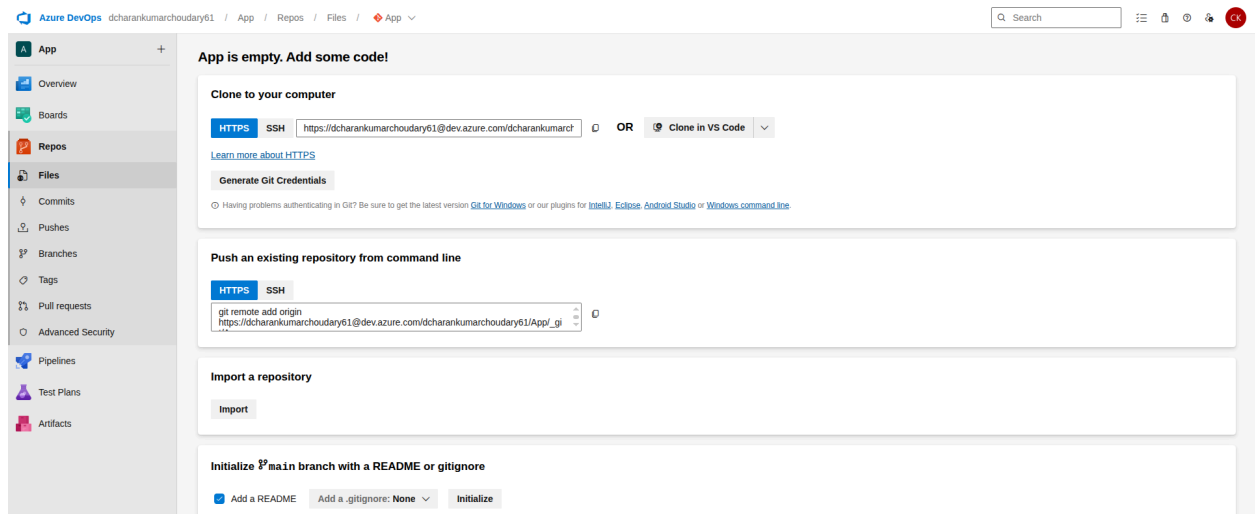 Azure DevOps dcharankumarchoudary61 / App / Repos / Files / App
Search
CK
A App +
Overview
Boards
Repos
Files
Commits
Pushes
Branches
Tags
Pull requests
Advanced Security
Pipelines
Test Plans
Artifacts
App is empty. Add some code!
Clone to your computer
HTTPS SSH https://dcharankumarchoudary61@dev.azure.com/dcharankumarch OR Clone in VS Code
Learn more about HTTPS
Generate Git Credentials
Having problems authenticating in Git? Be sure to get the latest version Git for Windows or our plugins for IntelliJ, Eclipse, Android Studio or Windows command line.
Push an existing repository from command line
HTTPS SSH
git remote add origin
https://dcharankumarchoudary61@dev.azure.com/dcharankumarchoudary61/App/_gi
Import a repository
Import
Initialize main branch with a README or gitignore
Add a README Add a .gitignore: None Initialize